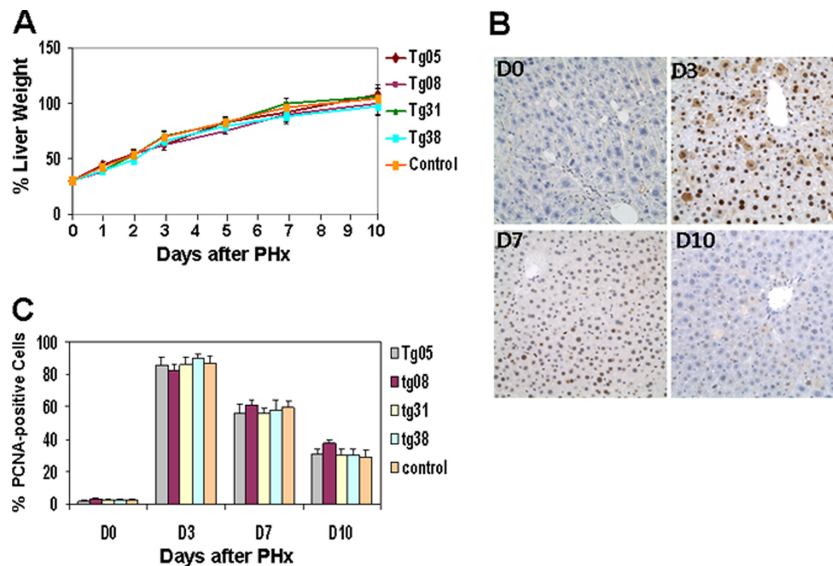 A
% Liver Weight
150
100
50
0
0 1 2 3 4 5 6 7 8 9 10
Days after PHx
Tg05
Tg08
Tg31
Tg38
Control
B
D0
D3
D7
D10
C
% PCNA-positive Cells
100
80
60
40
20
0
D0 D3 D7 D10
Days after PHx
Tg05
tg08
tg31
tg38
control